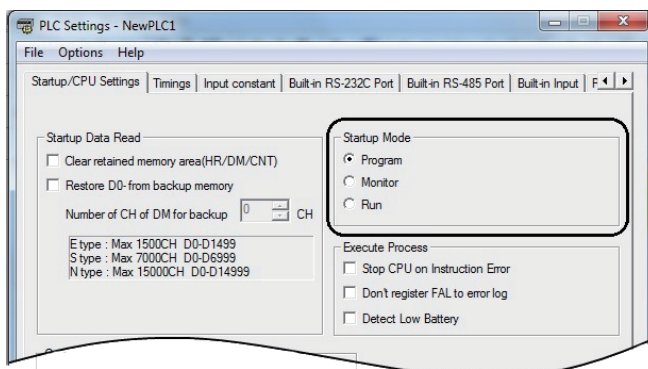 PLC Settings - NewPLC1
File Options Help
Startup/CPU Settings Timings Input constant Built-in RS-232C Port Built-in RS-485 Port Built-in Input
Startup Data Read
Clear retained memory area(HR/DM/CNT)
Restore D0- from backup memory
Number of CH of DM for backup 0 CH
E type : Max 1500CH D0-D1499
S type : Max 7000CH D0-D6999
N type : Max 15000CH D0-D14999
Startup Mode
Program
Monitor
Run
Execute Process
Stop CPU on Instruction Error
Don't register FAL to error log
Detect Low Battery